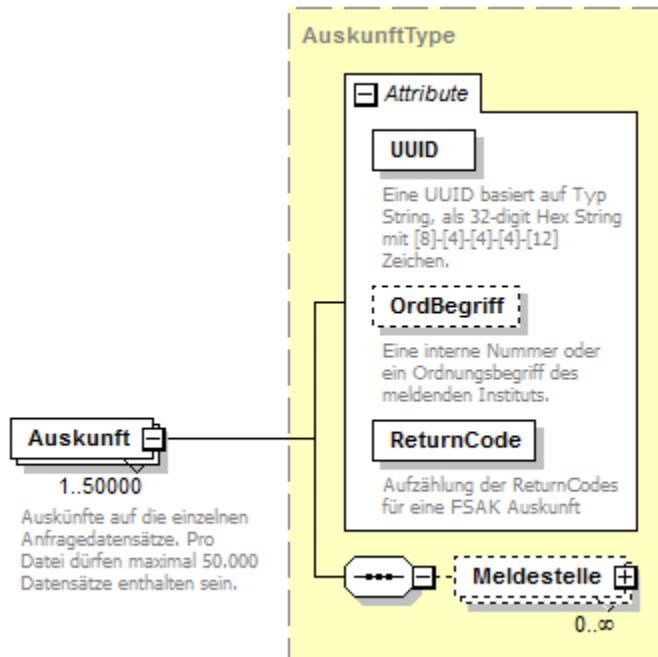 AuskunftType
Attribute
UUID
Eine UUID basiert auf Typ
String, als 32-digit Hex String
mit [8]-[4]-[4]-[4]-[12]
Zeichen.
OrdBegriff
Eine interne Nummer oder
ein Ordnungsbegriff des
meldenden Instituts.
ReturnCode
Aufzählung der ReturnCodes
für eine FSAK Auskunft
Auskunft
1..50000
Auskünfte auf die einzelnen
Anfragedatensätze. Pro
Datei dürfen maximal 50.000
Datensätze enthalten sein.
Meldestelle
0..∞